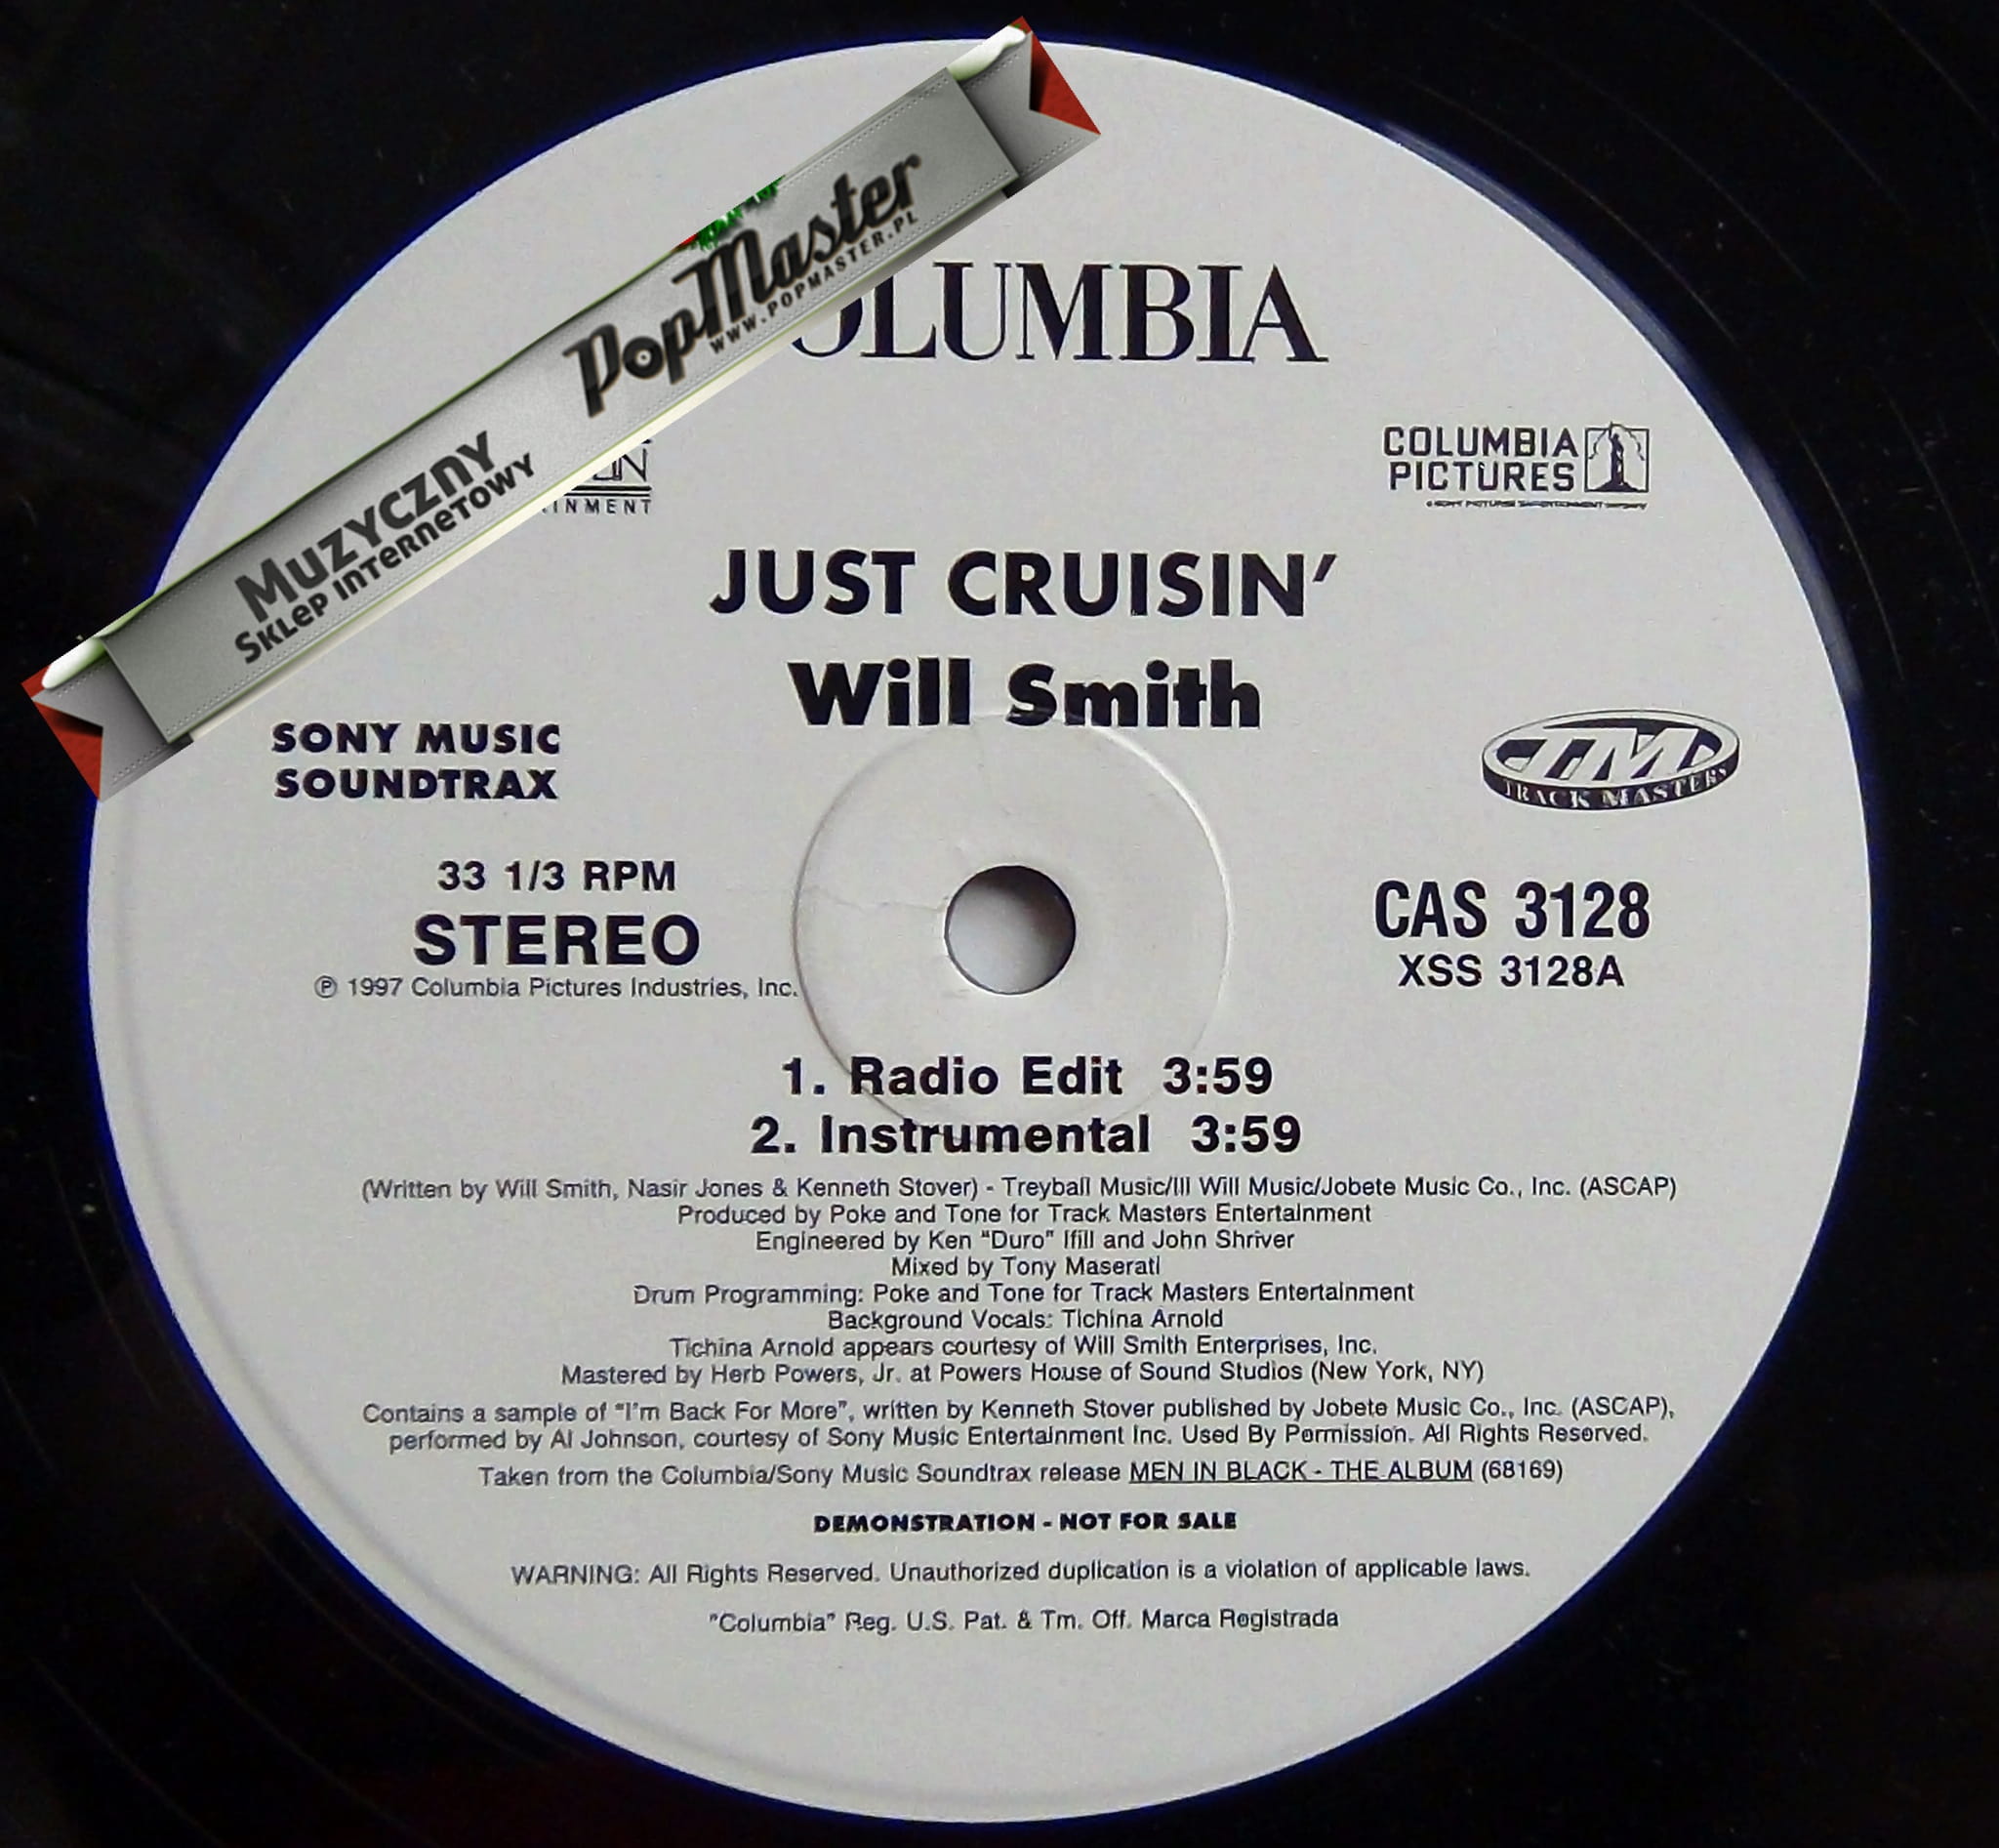 PopMaster
WWW.POPMASTER.PL
MUZYCZNY
SKLEP INTERNETOWY
COLUMBIA
PICTURES
JUST CRUISIN'
Will Smith
SONY MUSIC
SOUNDTRAX
TM
TRACK MASTERS
33 1/3 RPM
STEREO
℗ 1997 Columbia Pictures Industries, Inc.
CAS 3128
XSS 3128A
1. Radio Edit 3:59
2. Instrumental 3:59
(Written by Will Smith, Nasir Jones & Kenneth Stover) - Treyball Music/Ill Will Music/Jobete Music Co., Inc. (ASCAP)
Produced by Poke and Tone for Track Masters Entertainment
Engineered by Ken "Duro" Ifill and John Shriver
Mixed by Tony Maserati
Drum Programming: Poke and Tone for Track Masters Entertainment
Background Vocals: Tichina Arnold
Tichina Arnold appears courtesy of Will Smith Enterprises, Inc.
Mastered by Herb Powers, Jr. at Powers House of Sound Studios (New York, NY)
Contains a sample of "I'm Back For More", written by Kenneth Stover published by Jobete Music Co., Inc. (ASCAP),
performed by Al Johnson, courtesy of Sony Music Entertainment Inc. Used By Permission. All Rights Reserved.
Taken from the Columbia/Sony Music Soundtrax release MEN IN BLACK - THE ALBUM (68169)
DEMONSTRATION - NOT FOR SALE
WARNING: All Rights Reserved. Unauthorized duplication is a violation of applicable laws.
"Columbia" Reg. U.S. Pat. & Tm. Off. Marca Registrada